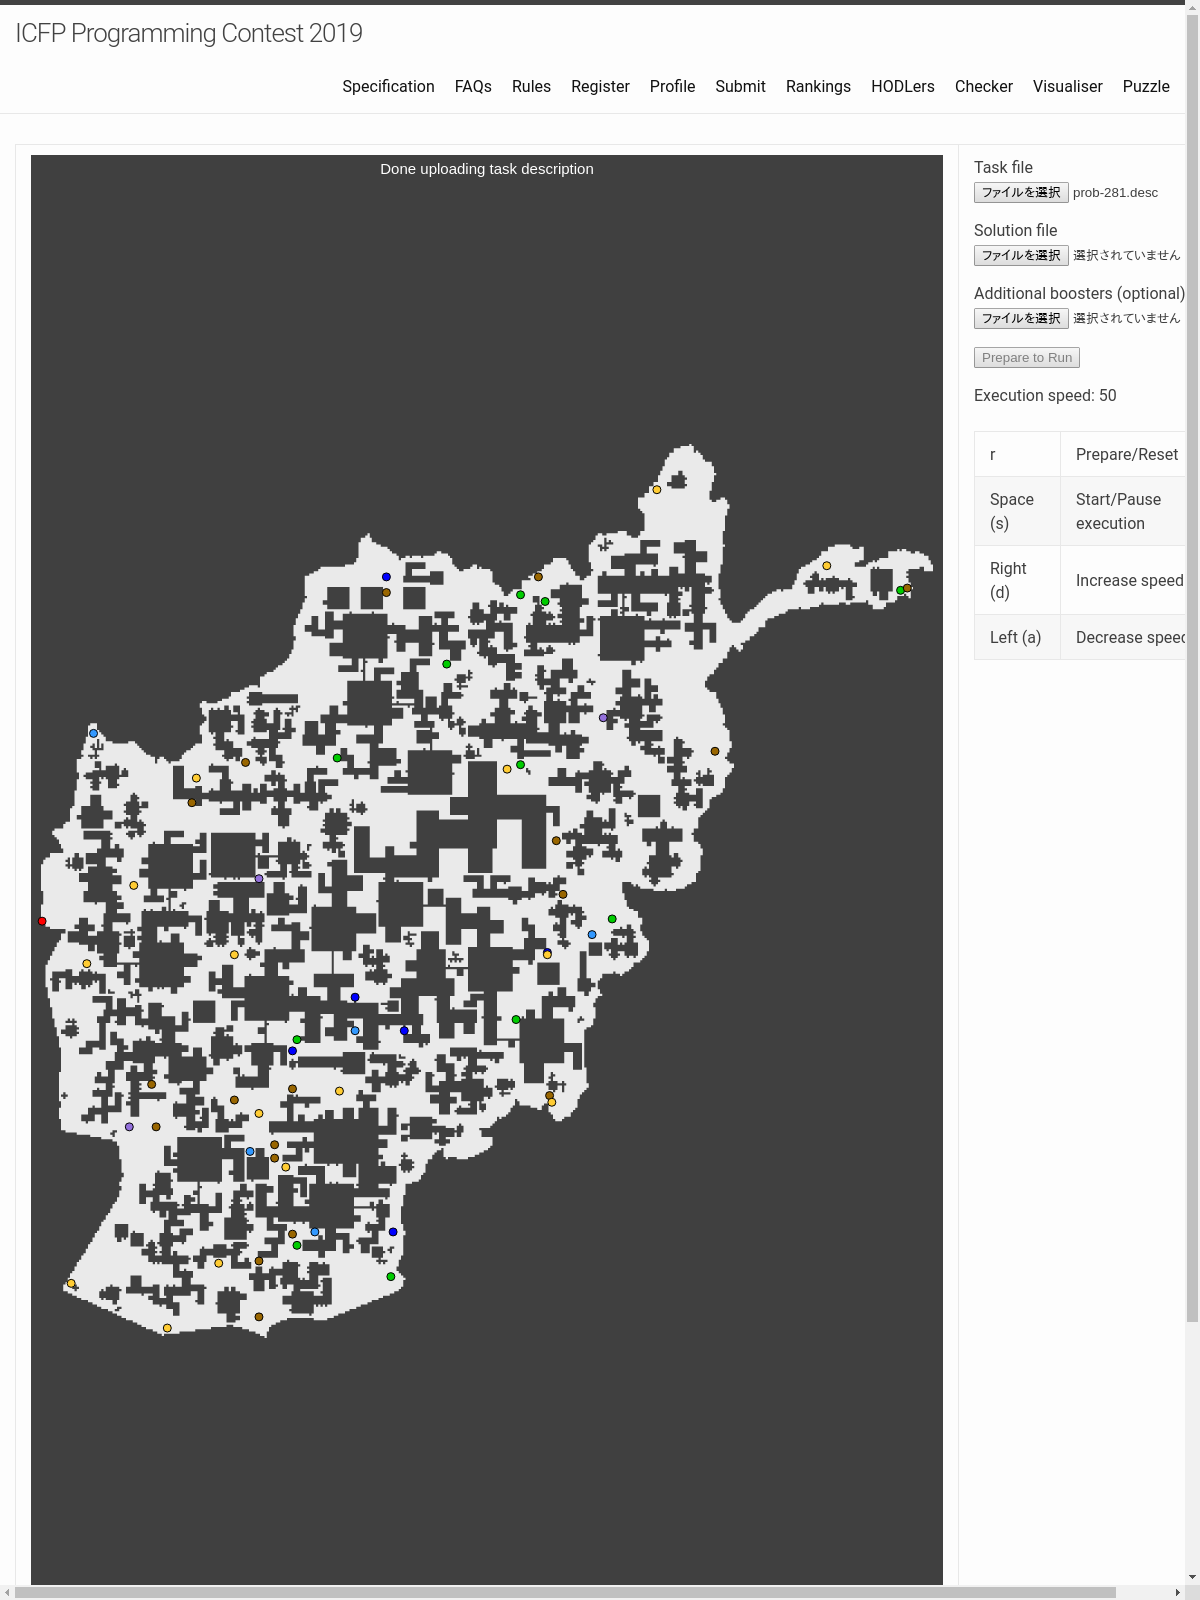 ICFP Programming Contest 2019
Specification FAQs Rules Register Profile Submit Rankings HODLers Checker Visualiser Puzzle
Done uploading task description
Task file
ファイルを選択 prob-281.desc
Solution file
ファイルを選択 選択されていません
Additional boosters (optional)
ファイルを選択 選択されていません
Prepare to Run
Execution speed: 50
r Prepare/Reset
Space (s) Start/Pause execution
Right (d) Increase speed
Left (a) Decrease speed